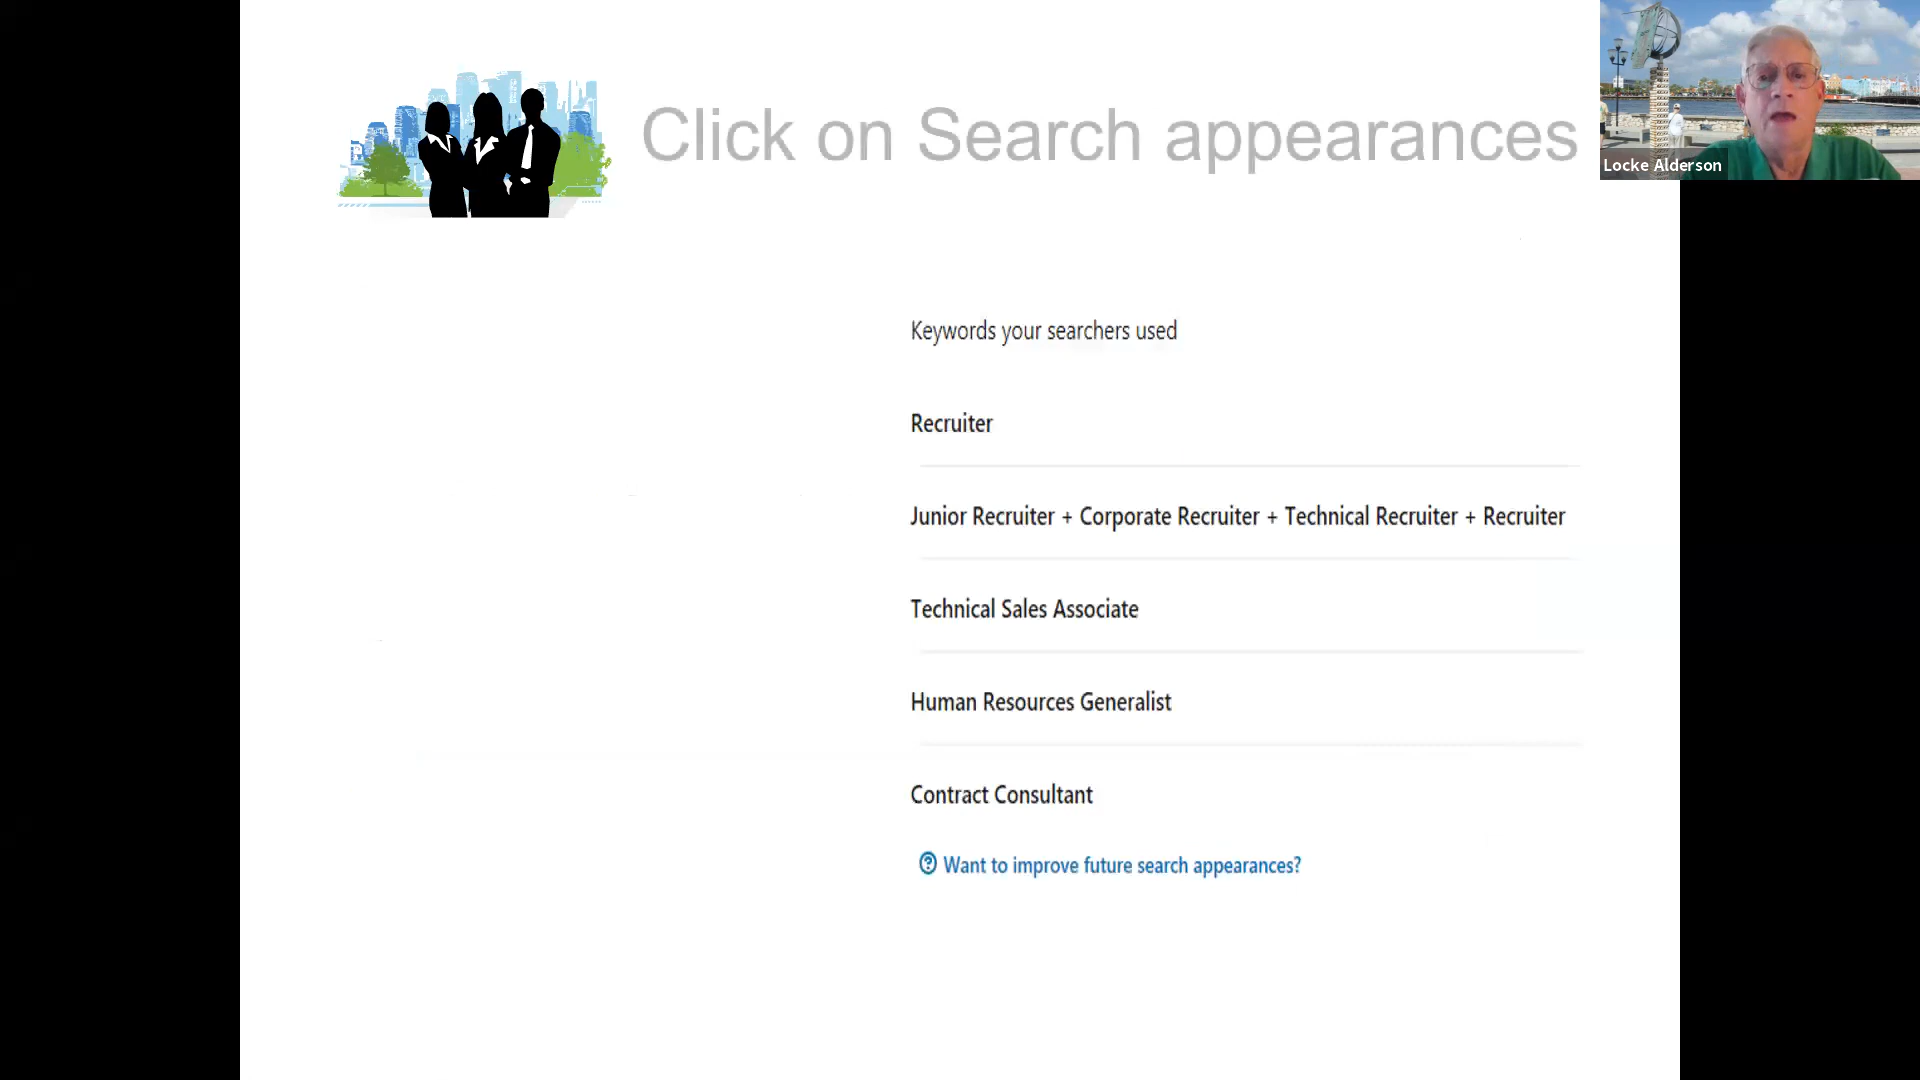 Click on Search appearances
Locke Alderson
Keywords your searchers used
Recruiter
Junior Recruiter + Corporate Recruiter + Technical Recruiter + Recruiter
Technical Sales Associate
Human Resources Generalist
Contract Consultant
Want to improve future search appearances?